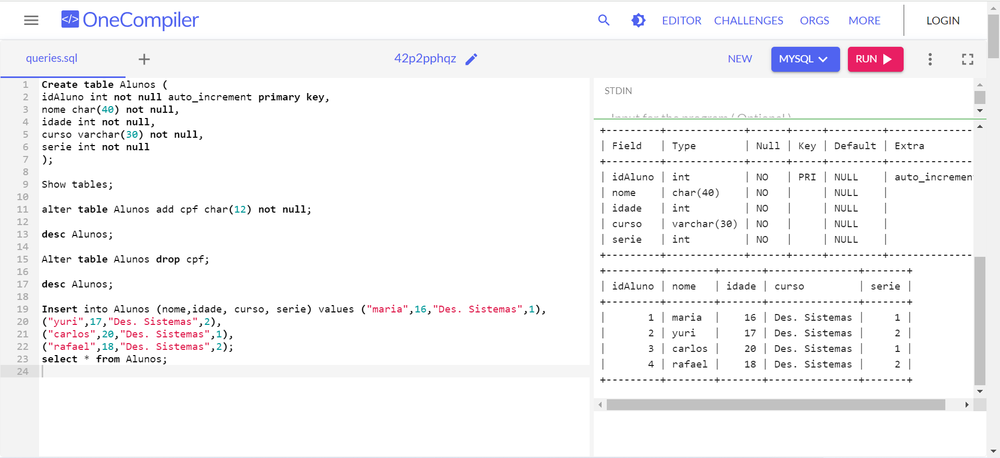 </> OneCompiler
EDITOR CHALLENGES ORGS MORE LOGIN
queries.sql + 42p2pphqz NEW MYSQL RUN
1 Create table Alunos (
2 idAluno int not null auto_increment primary key,
3 nome char(40) not null,
4 idade int not null,
5 curso varchar(30) not null,
6 serie int not null
7 );
8
9 Show tables;
10
11 alter table Alunos add cpf char(12) not null;
12
13 desc Alunos;
14
15 Alter table Alunos drop cpf;
16
17 desc Alunos;
18
19 Insert into Alunos (nome,idade, curso, serie) values ("maria",16,"Des. Sistemas",1),
20 ("yuri",17,"Des. Sistemas",2),
21 ("carlos",20,"Des. Sistemas",1),
22 ("rafael",18,"Des. Sistemas",2);
23 select * from Alunos;
24
STDIN
Input for the program ( Optional )
+---------+-------------+------+-----+---------+--------------
| Field   | Type        | Null | Key | Default | Extra
+---------+-------------+------+-----+---------+--------------
| idAluno | int         | NO   | PRI | NULL    | auto_increment
| nome    | char(40)    | NO   |     | NULL    |
| idade   | int         | NO   |     | NULL    |
| curso   | varchar(30) | NO   |     | NULL    |
| serie   | int         | NO   |     | NULL    |
+---------+-------------+------+-----+---------+--------------
+---------+--------+-------+---------------+-------+
| idAluno | nome   | idade | curso         | serie |
+---------+--------+-------+---------------+-------+
|       1 | maria  |    16 | Des. Sistemas |     1 |
|       2 | yuri   |    17 | Des. Sistemas |     2 |
|       3 | carlos |    20 | Des. Sistemas |     1 |
|       4 | rafael |    18 | Des. Sistemas |     2 |
+---------+--------+-------+---------------+-------+